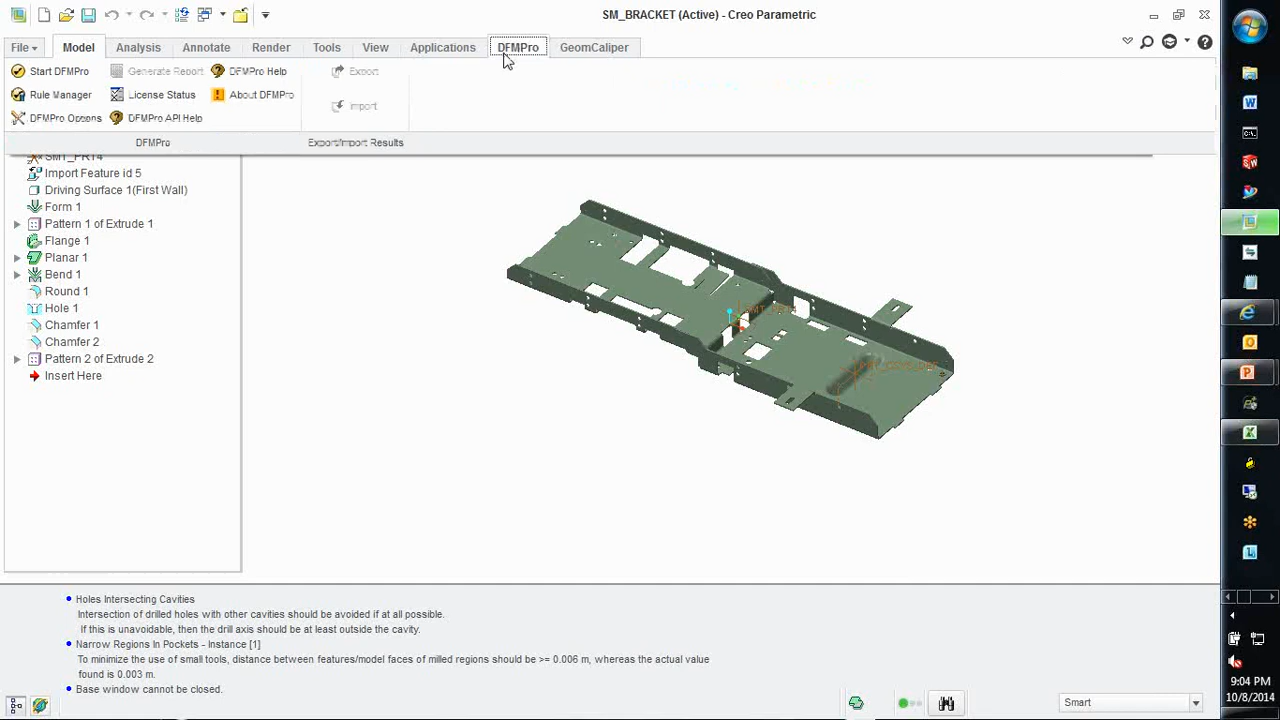 SM_BRACKET (Active) - Creo Parametric
File Model Analysis Annotate Render Tools View Applications DFMPro GeomCaliper
Start DFMPro Generate Report DFMPro Help Export
Rule Manager License Status About DFMPro Import
DFMPro Options DFMPro API Help
DFMPro Export/Import Results
SMT_PRT4
Import Feature id 5
Driving Surface 1(First Wall)
Form 1
Pattern 1 of Extrude 1
Flange 1
Planar 1
Bend 1
Round 1
Hole 1
Chamfer 1
Chamfer 2
Pattern 2 of Extrude 2
Insert Here
Holes Intersecting Cavities
Intersection of drilled holes with other cavities should be avoided if at all possible.
If this is unavoidable, then the drill axis should be at least outside the cavity.
Narrow Regions In Pockets - Instance [1]
To minimize the use of small tools, distance between features/model faces of milled regions should be >= 0.006 m, whereas the actual value
found is 0.003 m.
Base window cannot be closed.
Smart
9:04 PM
10/8/2014